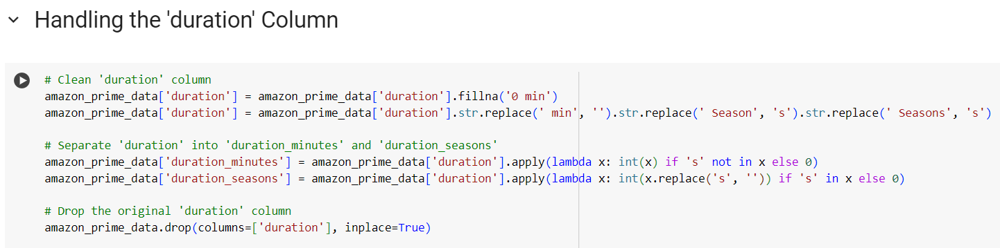 Handling the 'duration' Column
# Clean 'duration' column
amazon_prime_data['duration'] = amazon_prime_data['duration'].fillna('0 min')
amazon_prime_data['duration'] = amazon_prime_data['duration'].str.replace(' min', '').str.replace(' Season', 's').str.replace(' Seasons', 's')
# Separate 'duration' into 'duration_minutes' and 'duration_seasons'
amazon_prime_data['duration_minutes'] = amazon_prime_data['duration'].apply(lambda x: int(x) if 's' not in x else 0)
amazon_prime_data['duration_seasons'] = amazon_prime_data['duration'].apply(lambda x: int(x.replace('s', '')) if 's' in x else 0)
# Drop the original 'duration' column
amazon_prime_data.drop(columns=['duration'], inplace=True)